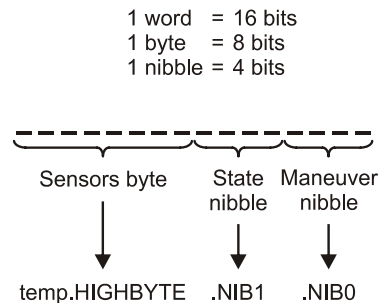 1 word = 16 bits
1 byte = 8 bits
1 nibble = 4 bits
Sensors byte State nibble Maneuver nibble
temp.HIGHBYTE .NIB1 .NIB0